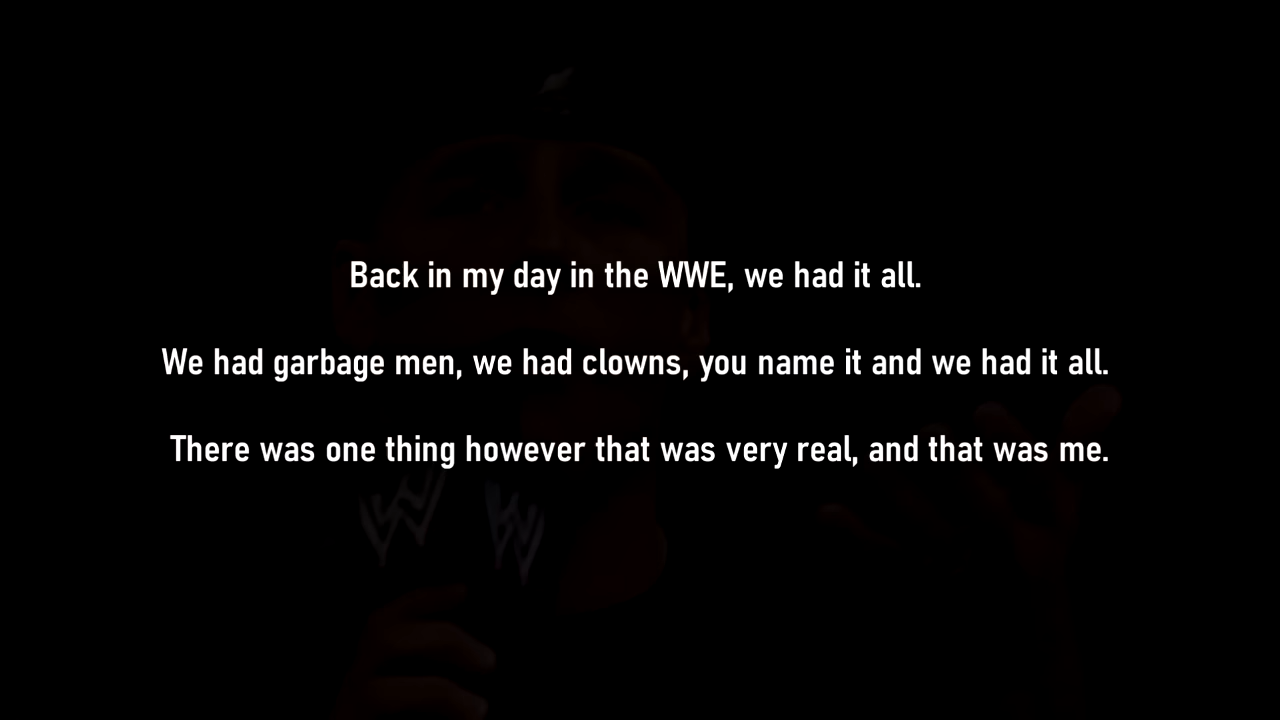 Back in my day in the WWE, we had it all.
We had garbage men, we had clowns, you name it and we had it all.
There was one thing however that was very real, and that was me.